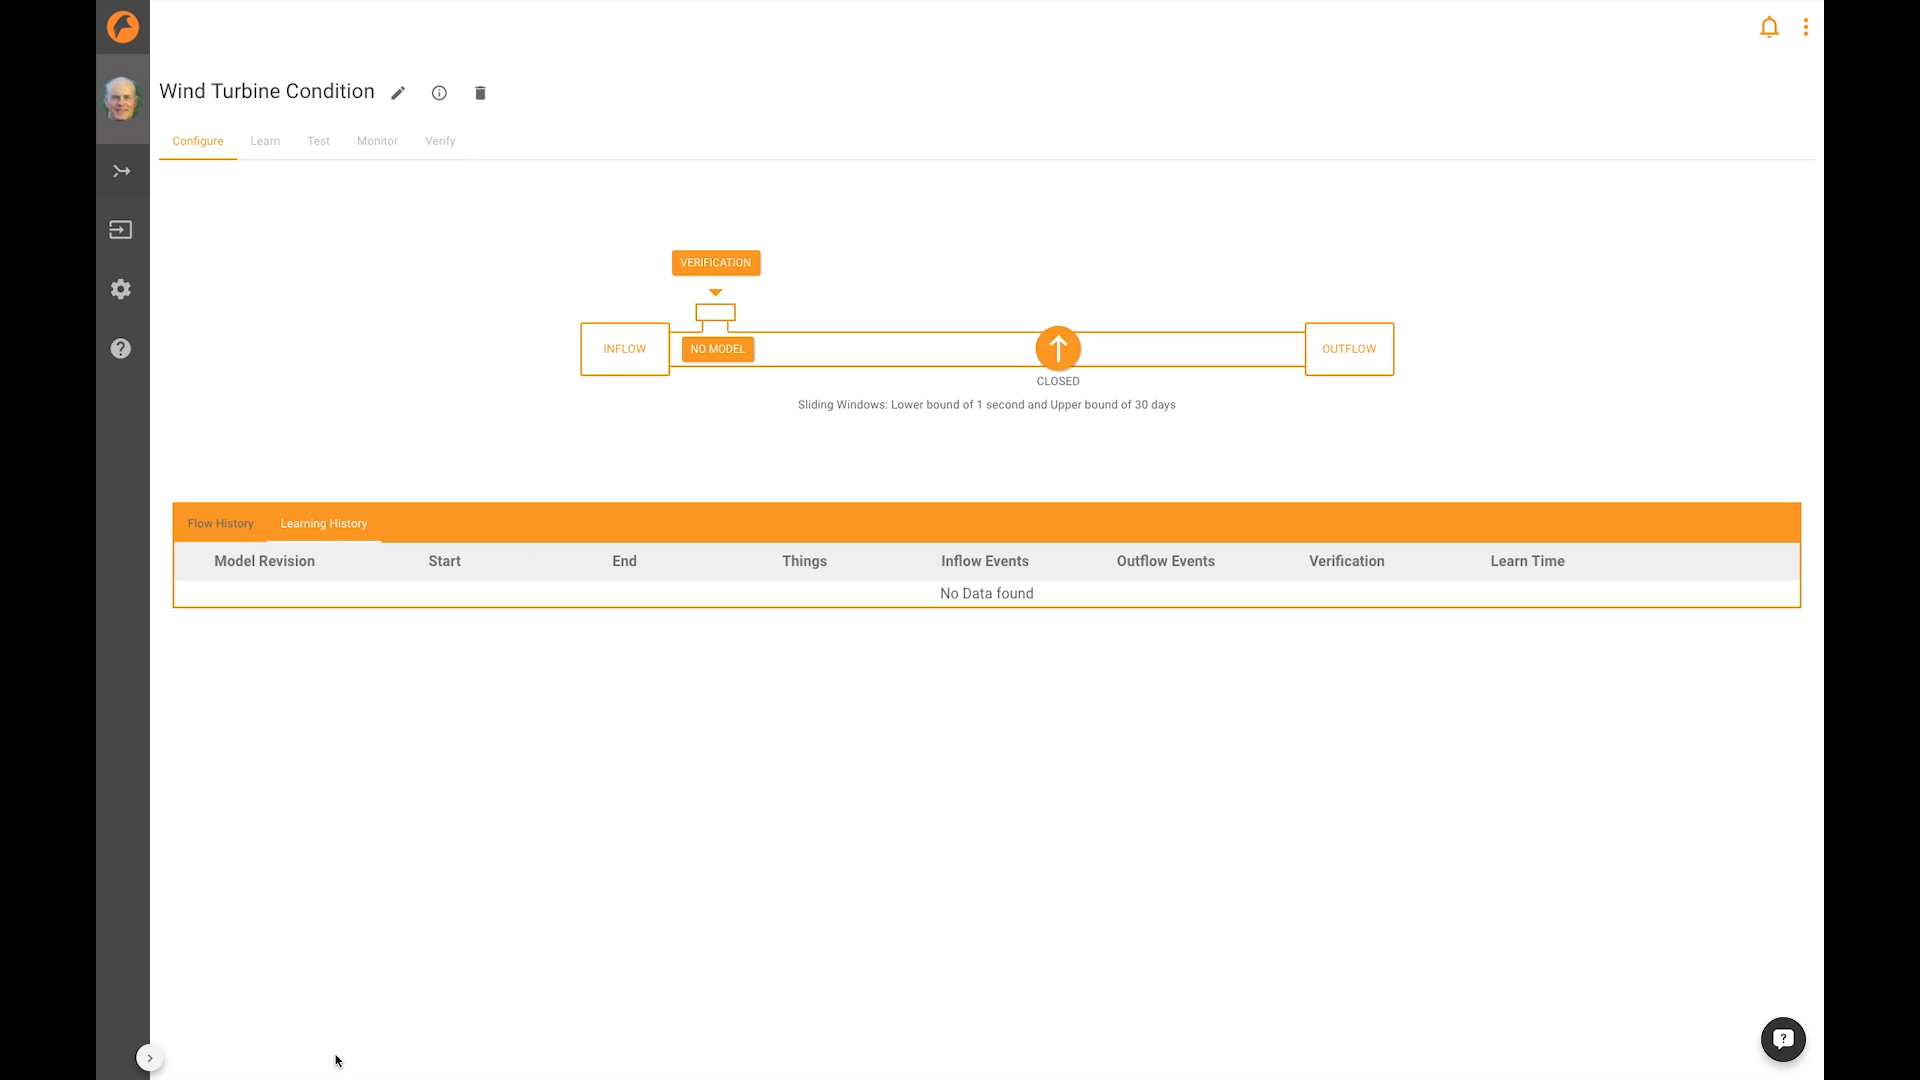 Wind Turbine Condition
Configure Learn Test Monitor Verify
VERIFICATION
INFLOW NO MODEL OUTFLOW
CLOSED
Sliding Windows: Lower bound of 1 second and Upper bound of 30 days
Flow History Learning History
Model Revision Start End Things Inflow Events Outflow Events Verification Learn Time
No Data found